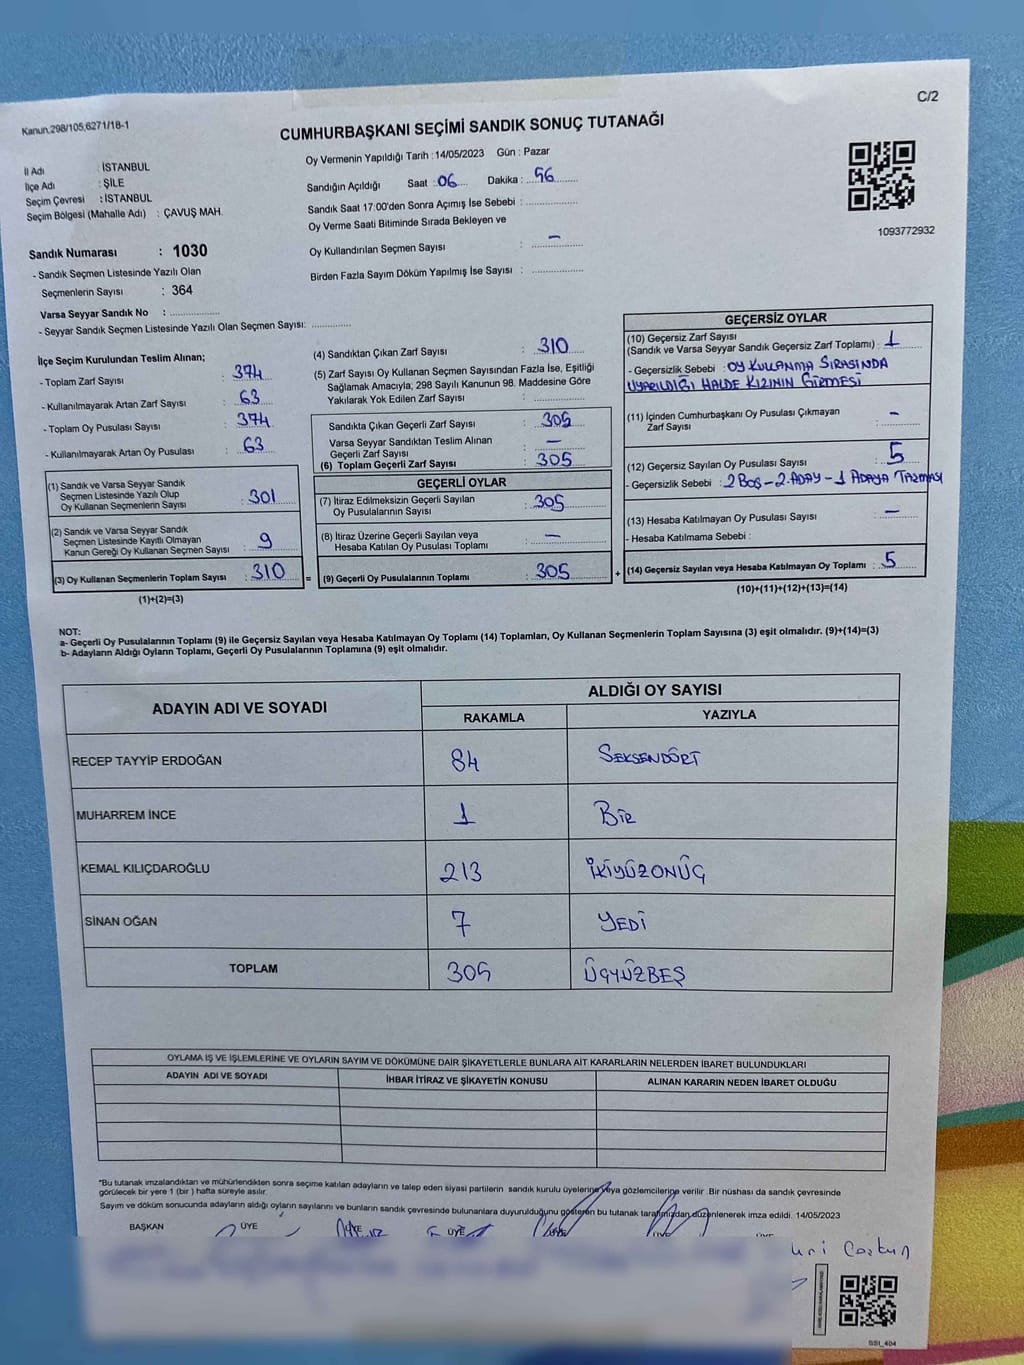 C/2
Kanun.298/105;6271/18-1
CUMHURBAŞKANI SEÇİMİ SANDIK SONUÇ TUTANAĞI
İl Adı : İSTANBUL
İlçe Adı : ŞİLE
Seçim Çevresi : İSTANBUL
Seçim Bölgesi (Mahalle Adı) : ÇAVUŞ MAH.
Sandık Numarası : 1030
- Sandık Seçmen Listesinde Yazılı Olan
Seçmenlerin Sayısı : 364
Varsa Seyyar Sandık No :
- Seyyar Sandık Seçmen Listesinde Yazılı Olan Seçmen Sayısı:
Oy Vermenin Yapıldığı Tarih : 14/05/2023 Gün : Pazar
Sandığın Açıldığı Saat : 06 Dakika : 56
Sandık Saat 17:00'den Sonra Açımış İse Sebebi :
Oy Verme Saati Bitiminde Sırada Bekleyen ve
Oy Kullandırılan Seçmen Sayısı : –
Birden Fazla Sayım Döküm Yapılmış İse Sayısı :
1093772932
İlçe Seçim Kurulundan Teslim Alınan;
- Toplam Zarf Sayısı : 374
- Kullanılmayarak Artan Zarf Sayısı : 63
- Toplam Oy Pusulası Sayısı : 374
- Kullanılmayarak Artan Oy Pusulası : 63
(1) Sandık ve Varsa Seyyar Sandık
Seçmen Listesinde Yazılı Olup
Oy Kullanan Seçmenlerin Sayısı : 301
(2) Sandık ve Varsa Seyyar Sandık
Seçmen Listesinde Kayıtlı Olmayan
Kanun Gereği Oy Kullanan Seçmen Sayısı : 9
(3) Oy Kullanan Seçmenlerin Toplam Sayısı : 310
(1)+(2)=(3)
(4) Sandıktan Çıkan Zarf Sayısı : 310
(5) Zarf Sayısı Oy Kullanan Seçmen Sayısından Fazla İse, Eşitliği
Sağlamak Amacıyla; 298 Sayılı Kanunun 98. Maddesine Göre
Yakılarak Yok Edilen Zarf Sayısı :
Sandıkta Çıkan Geçerli Zarf Sayısı : 305
Varsa Seyyar Sandıktan Teslim Alınan
Geçerli Zarf Sayısı : –
(6) Toplam Geçerli Zarf Sayısı : 305
GEÇERLİ OYLAR
(7) İtiraz Edilmeksizin Geçerli Sayılan
Oy Pusulalarının Sayısı : 305
(8) İtiraz Üzerine Geçerli Sayılan veya
Hesaba Katılan Oy Pusulası Toplamı : –
= (9) Geçerli Oy Pusulalarının Toplamı : 305
GEÇERSİZ OYLAR
(10) Geçersiz Zarf Sayısı
(Sandık ve Varsa Seyyar Sandık Geçersiz Zarf Toplamı) : 1
- Geçersizlik Sebebi : OY KULLANMA SIRASINDA
UYARILDIĞI HALDE KIZININ GİRMESİ
(11) İçinden Cumhurbaşkanı Oy Pusulası Çıkmayan
Zarf Sayısı : –
(12) Geçersiz Sayılan Oy Pusulası Sayısı : 5
- Geçersizlik Sebebi : 2 BOŞ - 2. ADAY - 1 ADAYA TAŞMASI
(13) Hesaba Katılmayan Oy Pusulası Sayısı : –
- Hesaba Katılmama Sebebi :
+ (14) Geçersiz Sayılan veya Hesaba Katılmayan Oy Toplamı : 5
(10)+(11)+(12)+(13)=(14)
NOT:
a- Geçerli Oy Pusulalarının Toplamı (9) ile Geçersiz Sayılan veya Hesaba Katılmayan Oy Toplamı (14) Toplamları, Oy Kullanan Seçmenlerin Toplam Sayısına (3) eşit olmalıdır. (9)+(14)=(3)
b- Adayların Aldığı Oyların Toplamı, Geçerli Oy Pusulalarının Toplamına (9) eşit olmalıdır.
ADAYIN ADI VE SOYADI ALDIĞI OY SAYISI
RAKAMLA YAZIYLA
RECEP TAYYİP ERDOĞAN 84 SEKSENDÖRT
MUHARREM İNCE 1 BİR
KEMAL KILIÇDAROĞLU 213 İKİYÜZONÜÇ
SİNAN OĞAN 7 YEDİ
TOPLAM 305 ÜÇYÜZBEŞ
OYLAMA İŞ VE İŞLEMLERİNE VE OYLARIN SAYIM VE DÖKÜMÜNE DAİR ŞİKAYETLERLE BUNLARA AİT KARARLARIN NELERDEN İBARET BULUNDUKLARI
ADAYIN ADI VE SOYADI İHBAR İTİRAZ VE ŞİKAYETİN KONUSU ALINAN KARARIN NEDEN İBARET OLDUĞU
*Bu tutanak imzalandıktan ve mühürlendikten sonra seçime katılan adayların ve talep eden siyasi partilerin sandık kurulu üyelerine veya gözlemcilerine verilir .Bir nüshası da sandık çevresinde
görülecek bir yere 1 (bir ) hafta süreyle asılır.
Sayım ve döküm sonucunda adayların aldığı oyların sayılarını ve bunların sandık çevresinde bulunanlara duyurulduğunu gösteren bu tutanak tarafımızdan düzenlenerek imza edildi. 14/05/2023
BAŞKAN ÜYE ÜYE ÜYE ÜYE
SSI_404